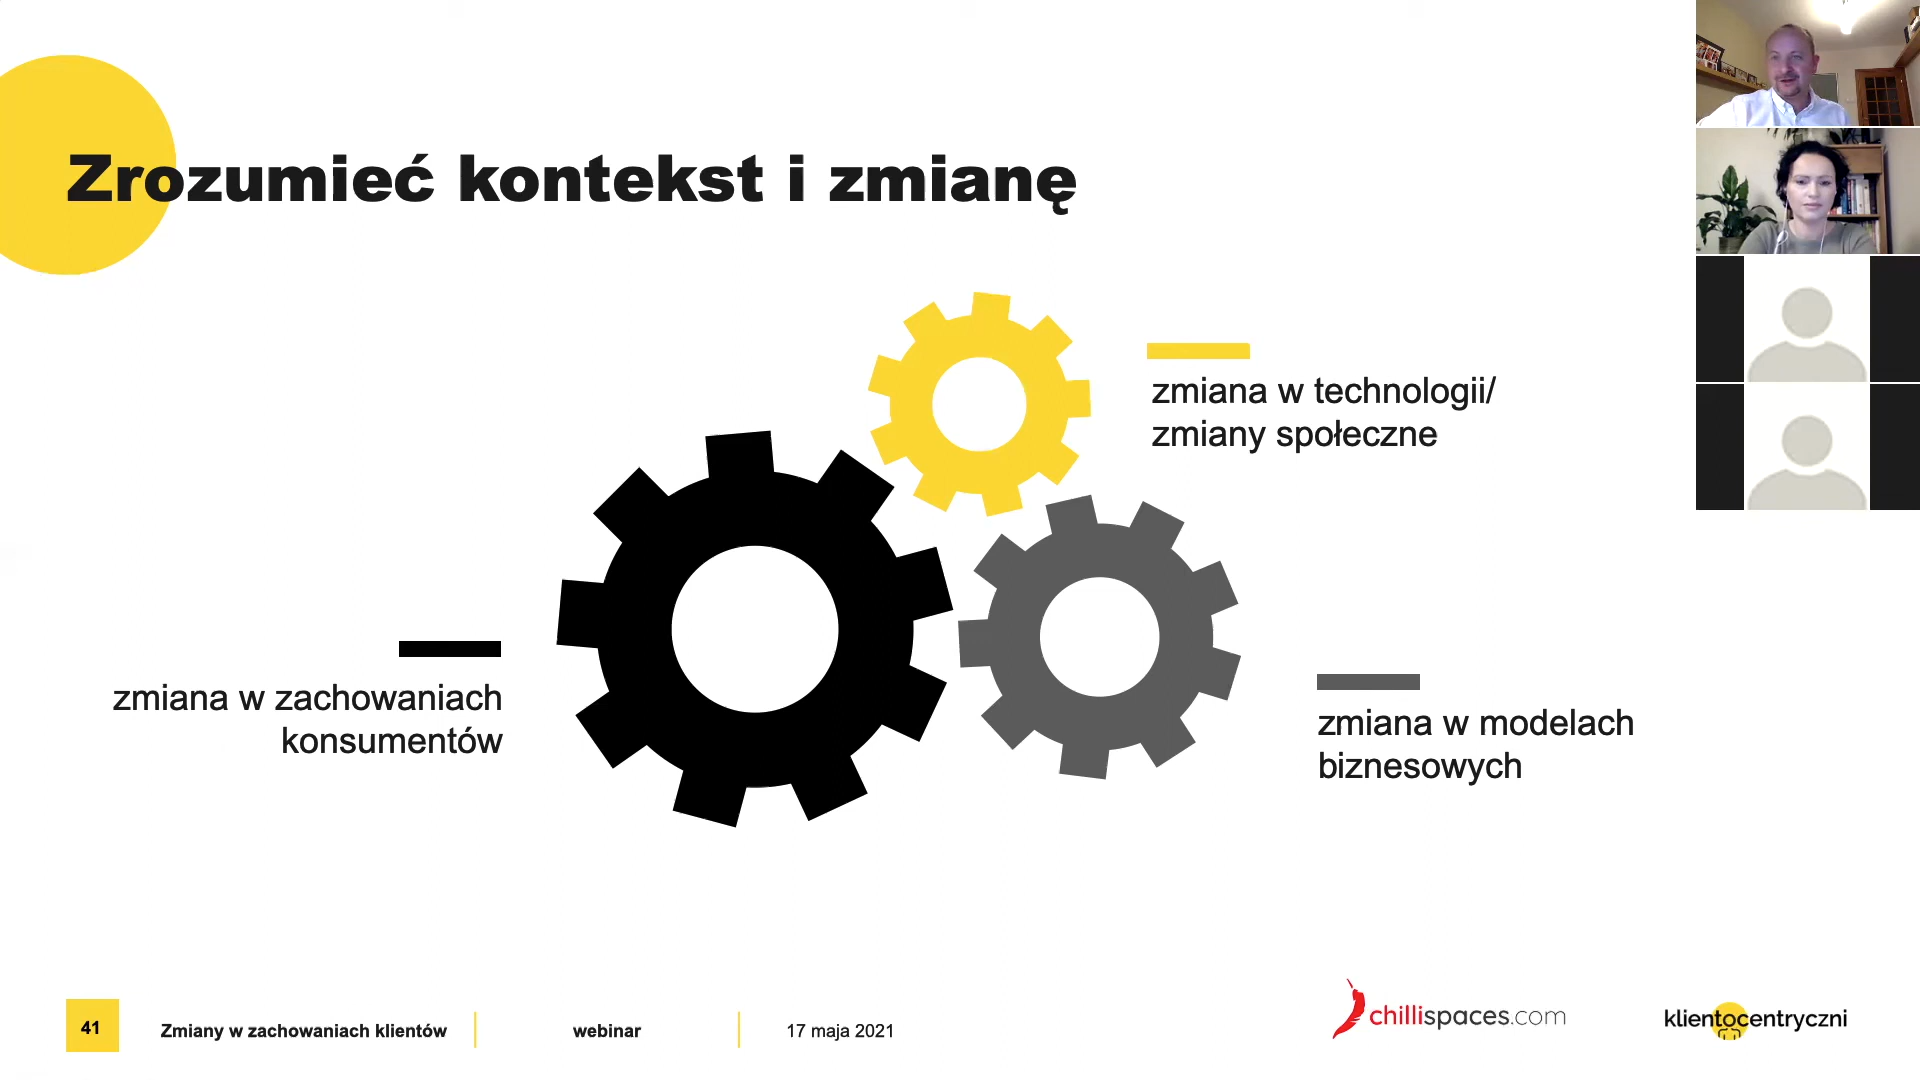 Zrozumieć kontekst i zmianę
zmiana w technologii/
zmiany społeczne
zmiana w zachowaniach
konsumentów
zmiana w modelach
biznesowych
41
Zmiany w zachowaniach klientów
webinar
17 maja 2021
chillispaces.com
klientocentryczni